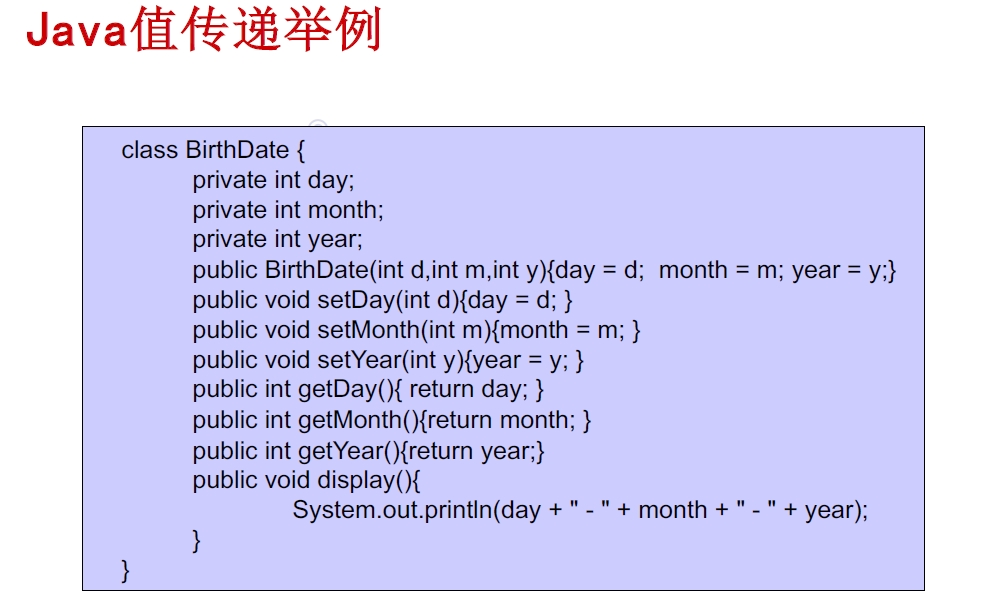 Java值传递举例
class BirthDate {
private int day;
private int month;
private int year;
public BirthDate(int d,int m,int y){day = d;  month = m; year = y;}
public void setDay(int d){day = d; }
public void setMonth(int m){month = m; }
public void setYear(int y){year = y; }
public int getDay(){ return day; }
public int getMonth(){return month; }
public int getYear(){return year;}
public void display(){
System.out.println(day + " - " + month + " - " + year);
}
}